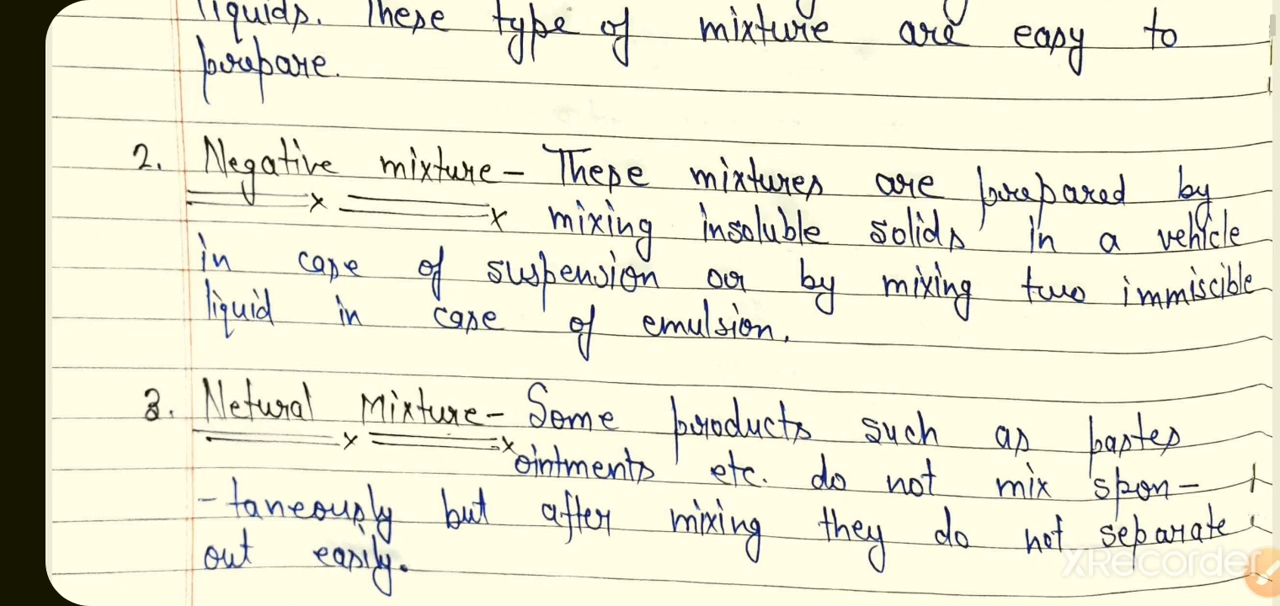 liquids. These type of mixture are easy to
prepare.
2. Negative mixture - These mixtures are prepared by
mixing insoluble solids in a vehicle
in case of suspension or by mixing two immiscible
liquid in case of emulsion.
3. Netural Mixture - Some products such as pastes
ointments etc. do not mix spon-
-taneously but after mixing they do not separate
out easily.
XRecorder